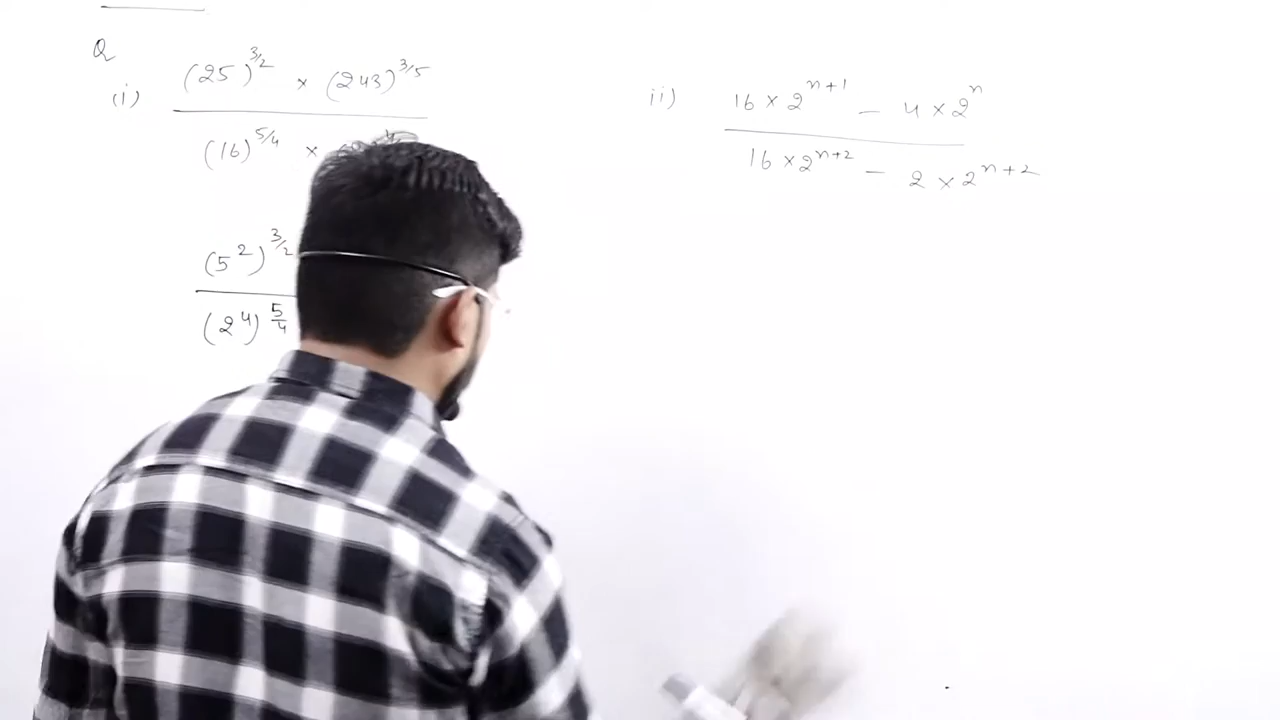 Q
(i) (25)^3/2 × (243)^3/5
(16)^5/4 ×
(5^2)^3/2
(2^4)^5/4
ii) 16 × 2^n+1 - 4 × 2^n
16 × 2^n+2 - 2 × 2^n+2